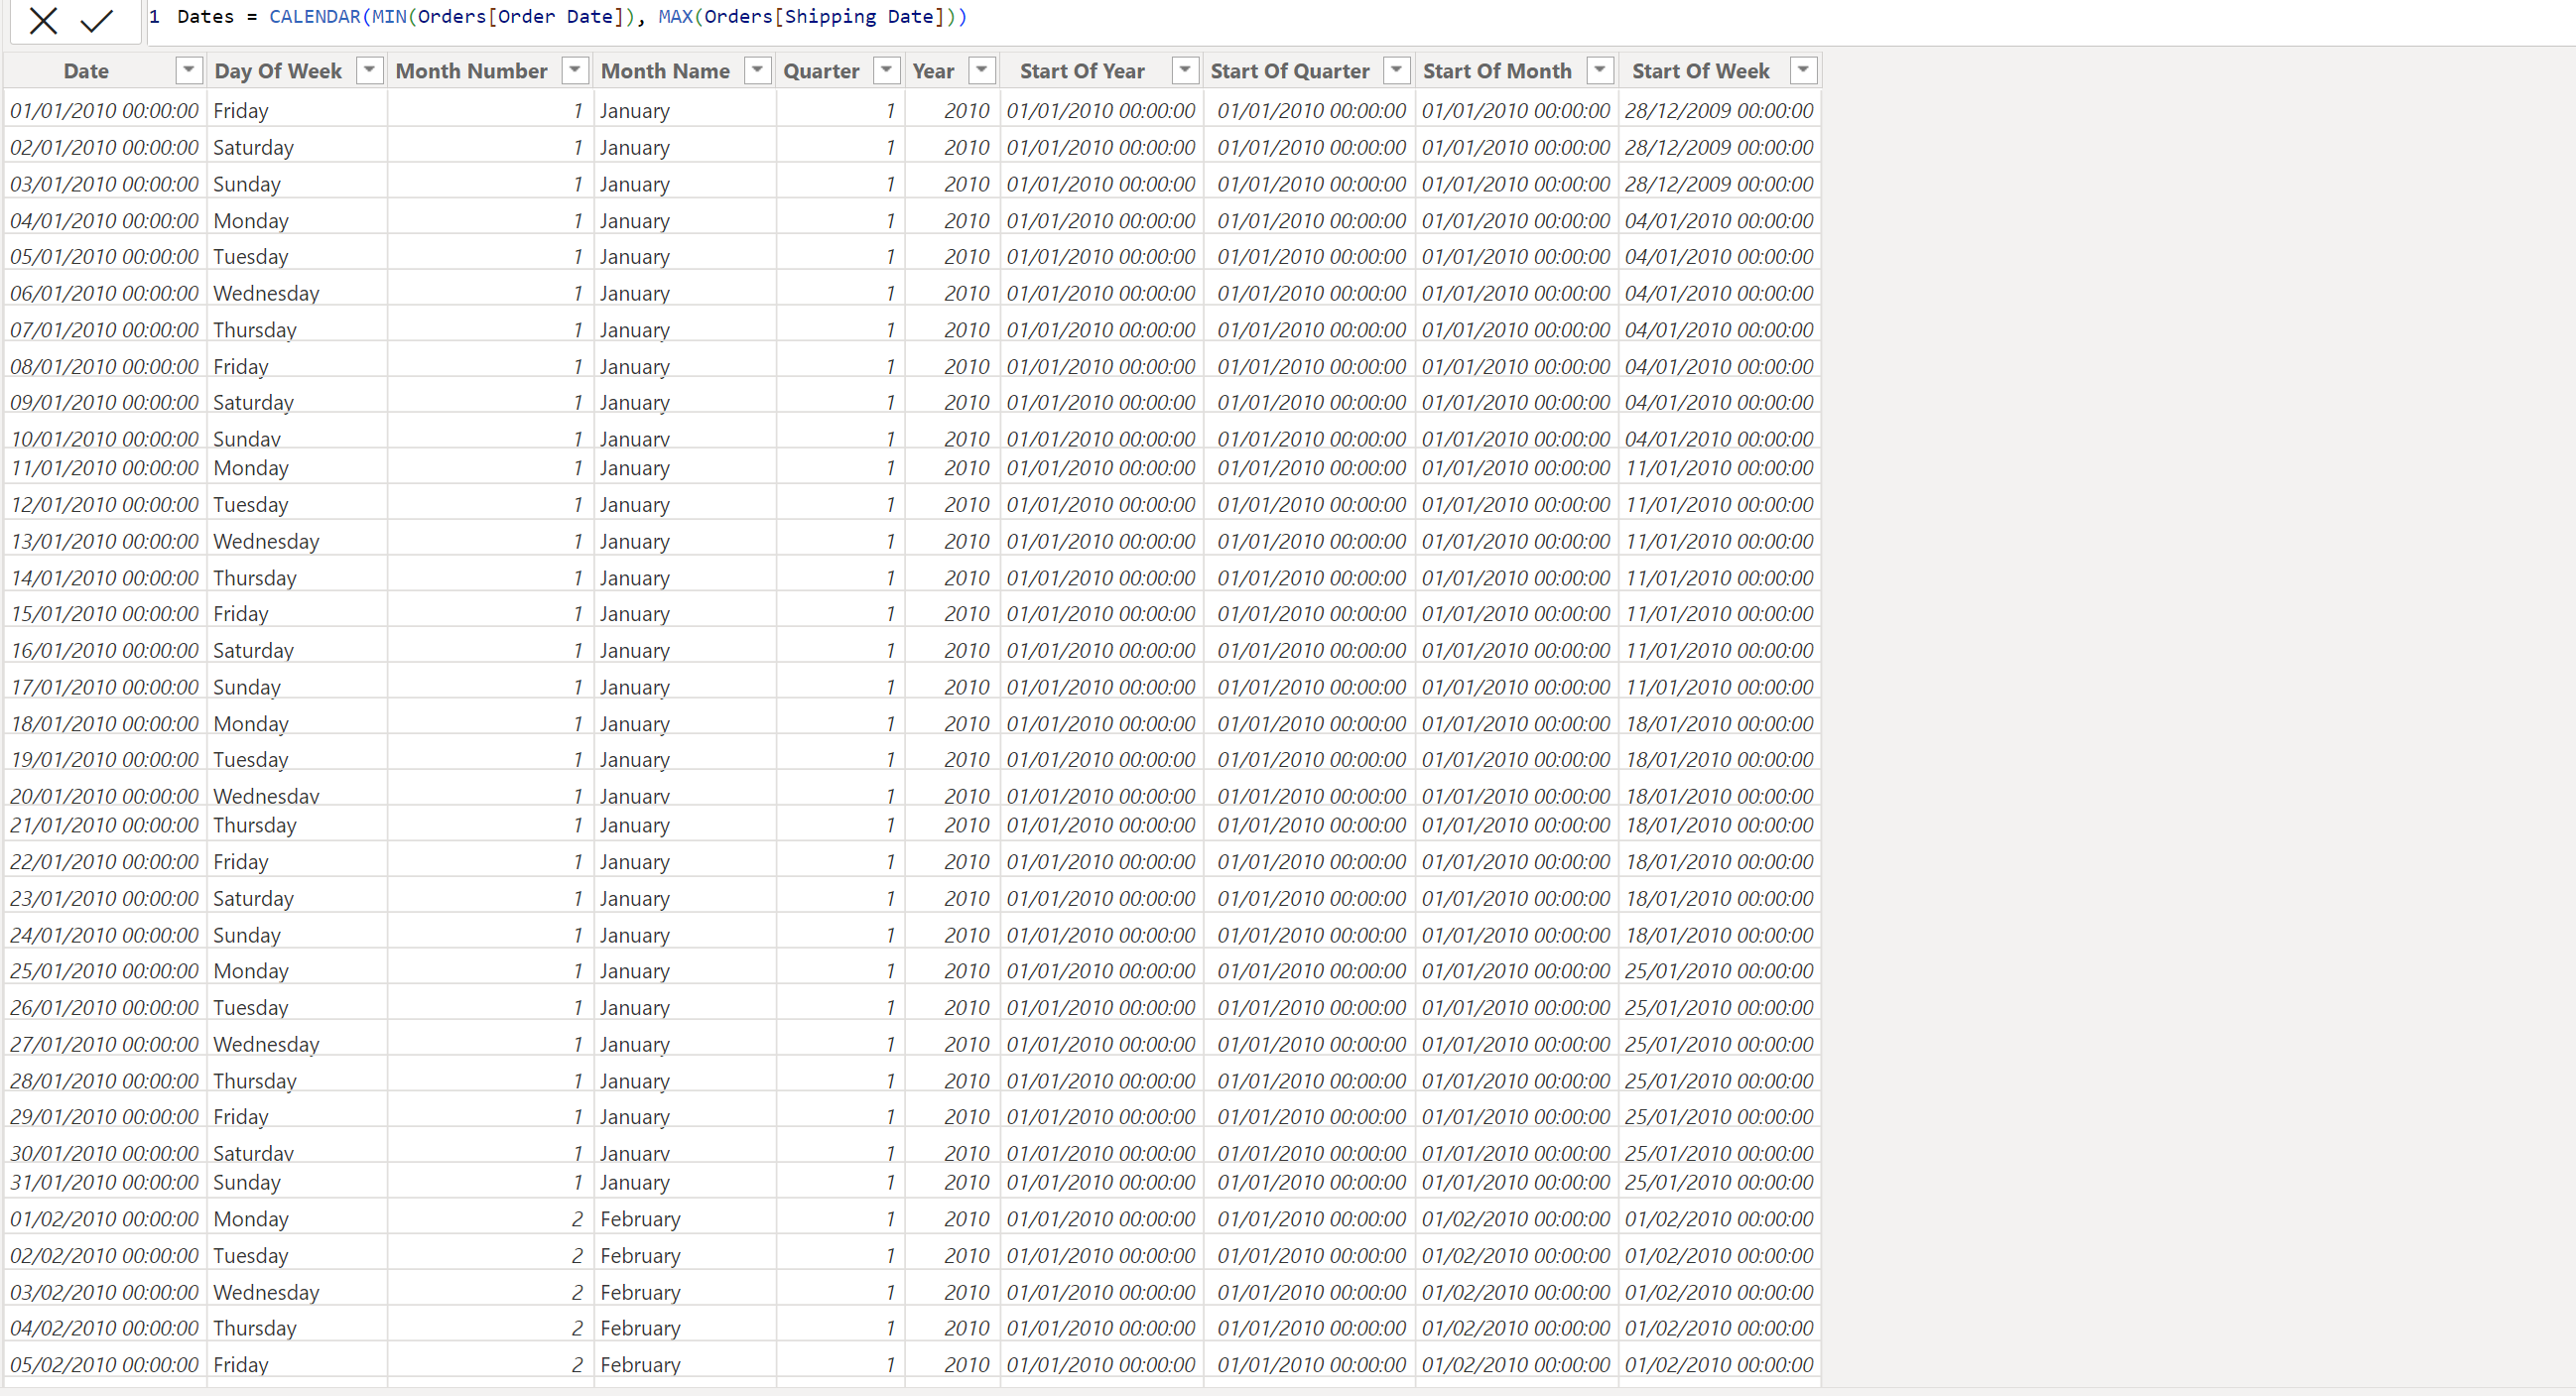 1 Dates = CALENDAR(MIN(Orders[Order Date]), MAX(Orders[Shipping Date]))
Date Day Of Week Month Number Month Name Quarter Year Start Of Year Start Of Quarter Start Of Month Start Of Week
01/01/2010 00:00:00 Friday 1 January 1 2010 01/01/2010 00:00:00 01/01/2010 00:00:00 01/01/2010 00:00:00 28/12/2009 00:00:00
02/01/2010 00:00:00 Saturday 1 January 1 2010 01/01/2010 00:00:00 01/01/2010 00:00:00 01/01/2010 00:00:00 28/12/2009 00:00:00
03/01/2010 00:00:00 Sunday 1 January 1 2010 01/01/2010 00:00:00 01/01/2010 00:00:00 01/01/2010 00:00:00 28/12/2009 00:00:00
04/01/2010 00:00:00 Monday 1 January 1 2010 01/01/2010 00:00:00 01/01/2010 00:00:00 01/01/2010 00:00:00 04/01/2010 00:00:00
05/01/2010 00:00:00 Tuesday 1 January 1 2010 01/01/2010 00:00:00 01/01/2010 00:00:00 01/01/2010 00:00:00 04/01/2010 00:00:00
06/01/2010 00:00:00 Wednesday 1 January 1 2010 01/01/2010 00:00:00 01/01/2010 00:00:00 01/01/2010 00:00:00 04/01/2010 00:00:00
07/01/2010 00:00:00 Thursday 1 January 1 2010 01/01/2010 00:00:00 01/01/2010 00:00:00 01/01/2010 00:00:00 04/01/2010 00:00:00
08/01/2010 00:00:00 Friday 1 January 1 2010 01/01/2010 00:00:00 01/01/2010 00:00:00 01/01/2010 00:00:00 04/01/2010 00:00:00
09/01/2010 00:00:00 Saturday 1 January 1 2010 01/01/2010 00:00:00 01/01/2010 00:00:00 01/01/2010 00:00:00 04/01/2010 00:00:00
10/01/2010 00:00:00 Sunday 1 January 1 2010 01/01/2010 00:00:00 01/01/2010 00:00:00 01/01/2010 00:00:00 04/01/2010 00:00:00
11/01/2010 00:00:00 Monday 1 January 1 2010 01/01/2010 00:00:00 01/01/2010 00:00:00 01/01/2010 00:00:00 11/01/2010 00:00:00
12/01/2010 00:00:00 Tuesday 1 January 1 2010 01/01/2010 00:00:00 01/01/2010 00:00:00 01/01/2010 00:00:00 11/01/2010 00:00:00
13/01/2010 00:00:00 Wednesday 1 January 1 2010 01/01/2010 00:00:00 01/01/2010 00:00:00 01/01/2010 00:00:00 11/01/2010 00:00:00
14/01/2010 00:00:00 Thursday 1 January 1 2010 01/01/2010 00:00:00 01/01/2010 00:00:00 01/01/2010 00:00:00 11/01/2010 00:00:00
15/01/2010 00:00:00 Friday 1 January 1 2010 01/01/2010 00:00:00 01/01/2010 00:00:00 01/01/2010 00:00:00 11/01/2010 00:00:00
16/01/2010 00:00:00 Saturday 1 January 1 2010 01/01/2010 00:00:00 01/01/2010 00:00:00 01/01/2010 00:00:00 11/01/2010 00:00:00
17/01/2010 00:00:00 Sunday 1 January 1 2010 01/01/2010 00:00:00 01/01/2010 00:00:00 01/01/2010 00:00:00 11/01/2010 00:00:00
18/01/2010 00:00:00 Monday 1 January 1 2010 01/01/2010 00:00:00 01/01/2010 00:00:00 01/01/2010 00:00:00 18/01/2010 00:00:00
19/01/2010 00:00:00 Tuesday 1 January 1 2010 01/01/2010 00:00:00 01/01/2010 00:00:00 01/01/2010 00:00:00 18/01/2010 00:00:00
20/01/2010 00:00:00 Wednesday 1 January 1 2010 01/01/2010 00:00:00 01/01/2010 00:00:00 01/01/2010 00:00:00 18/01/2010 00:00:00
21/01/2010 00:00:00 Thursday 1 January 1 2010 01/01/2010 00:00:00 01/01/2010 00:00:00 01/01/2010 00:00:00 18/01/2010 00:00:00
22/01/2010 00:00:00 Friday 1 January 1 2010 01/01/2010 00:00:00 01/01/2010 00:00:00 01/01/2010 00:00:00 18/01/2010 00:00:00
23/01/2010 00:00:00 Saturday 1 January 1 2010 01/01/2010 00:00:00 01/01/2010 00:00:00 01/01/2010 00:00:00 18/01/2010 00:00:00
24/01/2010 00:00:00 Sunday 1 January 1 2010 01/01/2010 00:00:00 01/01/2010 00:00:00 01/01/2010 00:00:00 18/01/2010 00:00:00
25/01/2010 00:00:00 Monday 1 January 1 2010 01/01/2010 00:00:00 01/01/2010 00:00:00 01/01/2010 00:00:00 25/01/2010 00:00:00
26/01/2010 00:00:00 Tuesday 1 January 1 2010 01/01/2010 00:00:00 01/01/2010 00:00:00 01/01/2010 00:00:00 25/01/2010 00:00:00
27/01/2010 00:00:00 Wednesday 1 January 1 2010 01/01/2010 00:00:00 01/01/2010 00:00:00 01/01/2010 00:00:00 25/01/2010 00:00:00
28/01/2010 00:00:00 Thursday 1 January 1 2010 01/01/2010 00:00:00 01/01/2010 00:00:00 01/01/2010 00:00:00 25/01/2010 00:00:00
29/01/2010 00:00:00 Friday 1 January 1 2010 01/01/2010 00:00:00 01/01/2010 00:00:00 01/01/2010 00:00:00 25/01/2010 00:00:00
30/01/2010 00:00:00 Saturday 1 January 1 2010 01/01/2010 00:00:00 01/01/2010 00:00:00 01/01/2010 00:00:00 25/01/2010 00:00:00
31/01/2010 00:00:00 Sunday 1 January 1 2010 01/01/2010 00:00:00 01/01/2010 00:00:00 01/01/2010 00:00:00 25/01/2010 00:00:00
01/02/2010 00:00:00 Monday 2 February 1 2010 01/01/2010 00:00:00 01/01/2010 00:00:00 01/02/2010 00:00:00 01/02/2010 00:00:00
02/02/2010 00:00:00 Tuesday 2 February 1 2010 01/01/2010 00:00:00 01/01/2010 00:00:00 01/02/2010 00:00:00 01/02/2010 00:00:00
03/02/2010 00:00:00 Wednesday 2 February 1 2010 01/01/2010 00:00:00 01/01/2010 00:00:00 01/02/2010 00:00:00 01/02/2010 00:00:00
04/02/2010 00:00:00 Thursday 2 February 1 2010 01/01/2010 00:00:00 01/01/2010 00:00:00 01/02/2010 00:00:00 01/02/2010 00:00:00
05/02/2010 00:00:00 Friday 2 February 1 2010 01/01/2010 00:00:00 01/01/2010 00:00:00 01/02/2010 00:00:00 01/02/2010 00:00:00